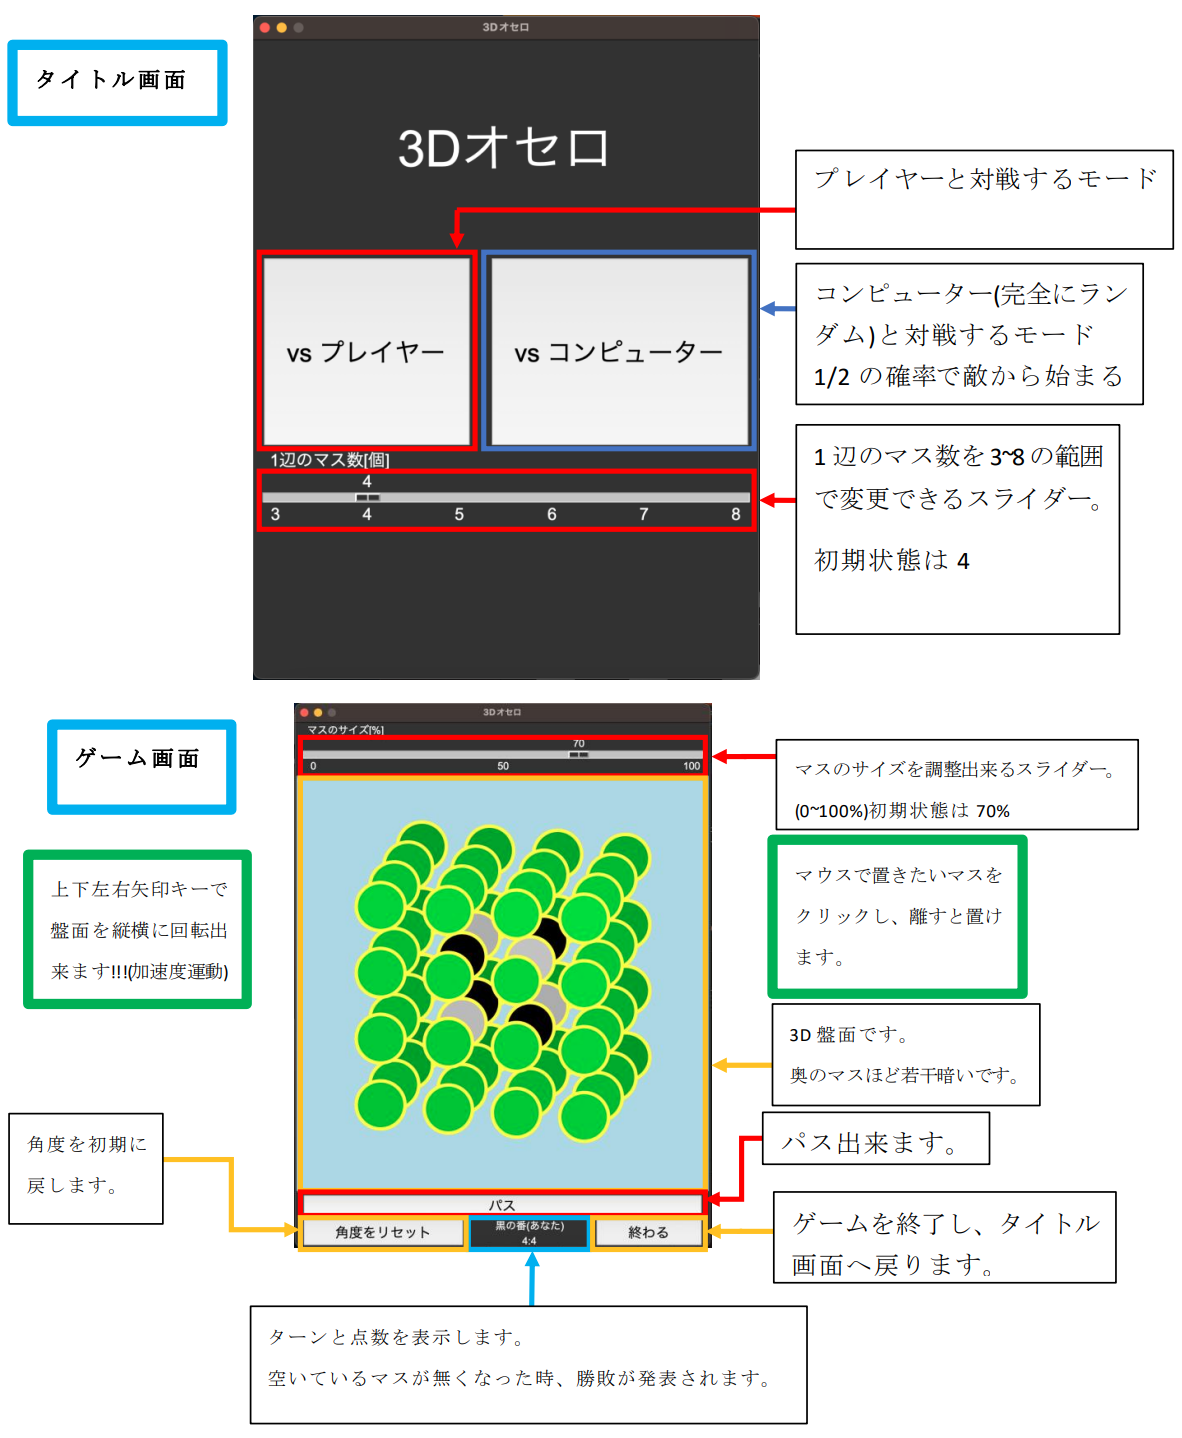 3Dオセロ
タイトル画面
3Dオセロ
プレイヤーと対戦するモード
vs プレイヤー
vs コンピューター
コンピューター(完全にラン
ダム)と対戦するモード
1/2 の確率で敵から始まる
1辺のマス数[個]
4
3 4 5 6 7 8
1 辺のマス数を 3~8 の範囲
で変更できるスライダー。
初期状態は 4
3Dオセロ
ゲーム画面
マスのサイズ[%]
70
0 50 100
マスのサイズを調整出来るスライダー。
(0~100%)初期状態は 70%
上下左右矢印キーで
盤面を縦横に回転出
来ます!!!(加速度運動)
マウスで置きたいマスを
クリックし、離すと置け
ます。
3D 盤面です。
奥のマスほど若干暗いです。
角度を初期に
戻します。
パス出来ます。
パス
角度をリセット
黒の番(あなた)
4:4
終わる
ゲームを終了し、タイトル
画面へ戻ります。
ターンと点数を表示します。
空いているマスが無くなった時、勝敗が発表されます。